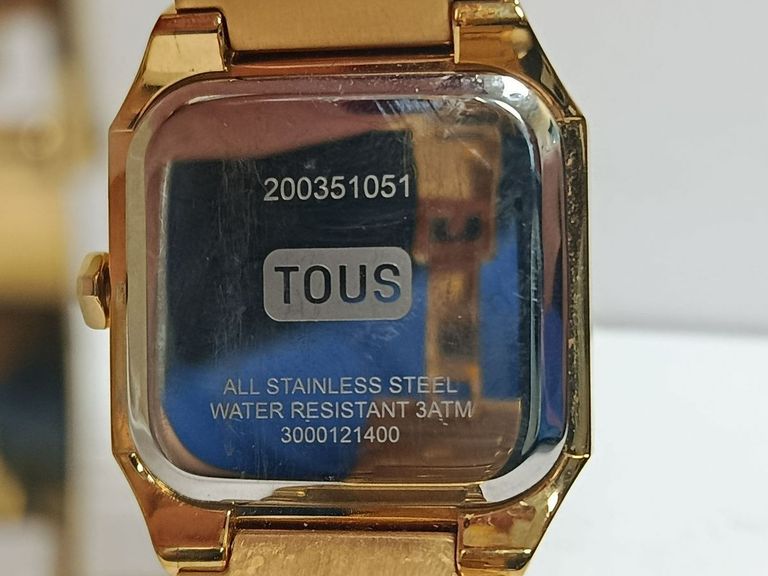 200351051
TOUS
ALL STAINLESS STEEL
WATER RESISTANT 3ATM
3000121400